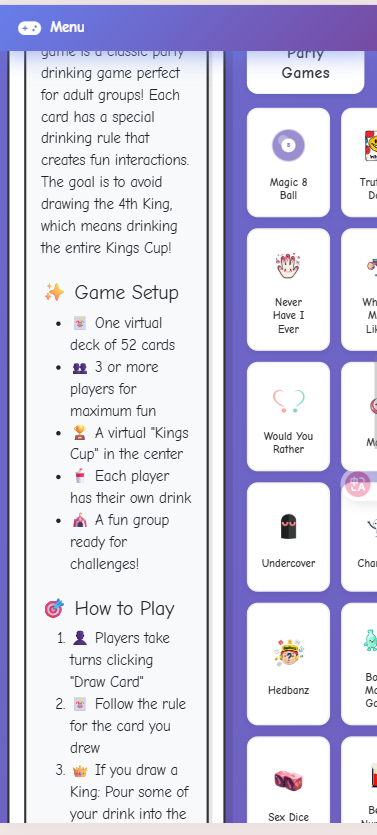 Menu
game is a classic party
drinking game perfect
for adult groups! Each
card has a special
drinking rule that
creates fun interactions.
The goal is to avoid
drawing the 4th King,
which means drinking
the entire Kings Cup!
✨ Game Setup
• 🃏 One virtual
deck of 52 cards
• 👥 3 or more
players for
maximum fun
• 🏆 A virtual "Kings
Cup" in the center
• 🥤 Each player
has their own drink
• 🎪 A fun group
ready for
challenges!
🎯 How to Play
1. 👤 Players take
turns clicking
"Draw Card"
2. 🃏 Follow the rule
for the card you
drew
3. 👑 If you draw a
King: Pour some of
your drink into the
Party
Games
Magic 8
Ball
Never
Have I
Ever
Would You
Rather
Undercover
Hedbanz
Sex Dice